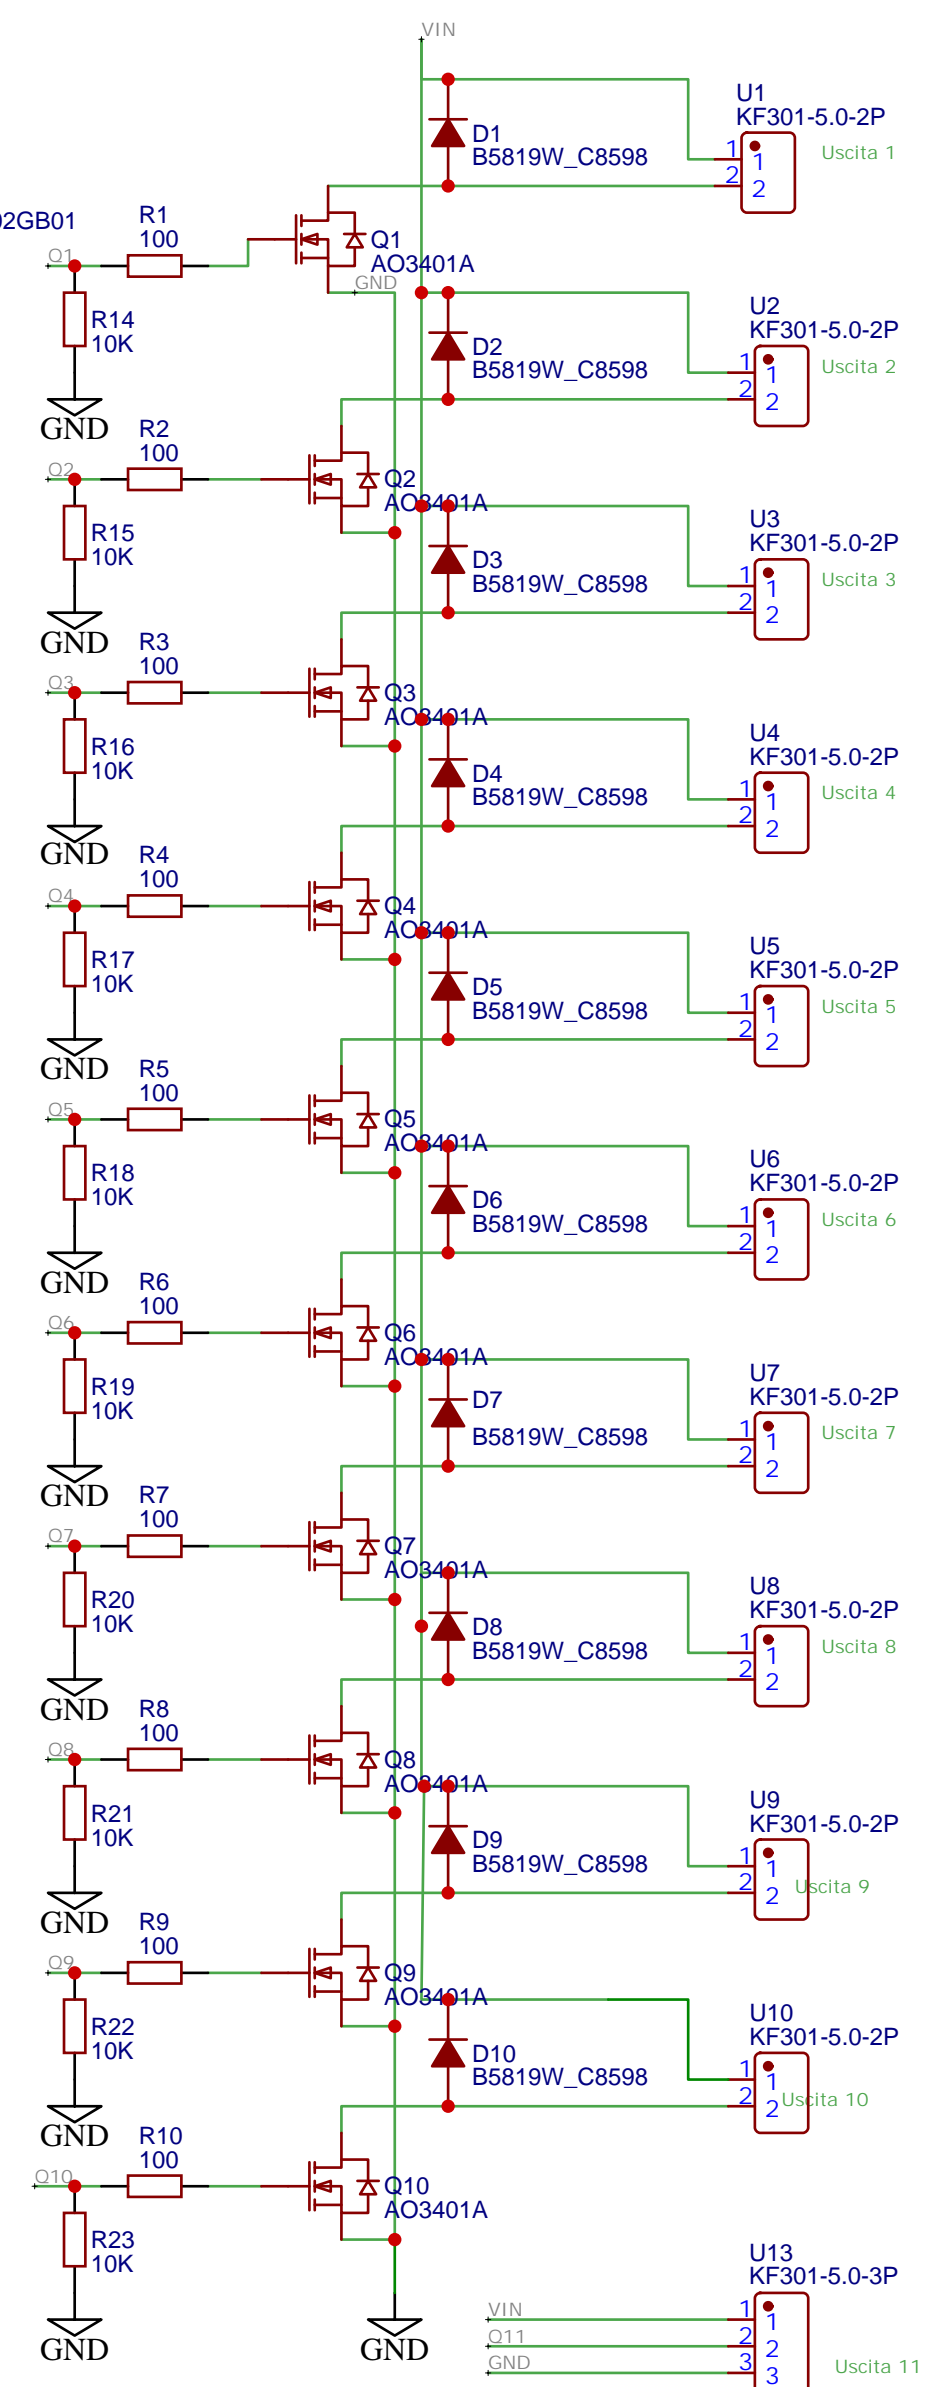 VIN
U1
KF301-5.0-2P
1
1
2
2
Uscita 1
D1
B5819W_C8598
02GB01
R1
100
Q1
Q1
AO3401A
GND
R14
10K
GND
U2
KF301-5.0-2P
1
1
2
2
Uscita 2
D2
B5819W_C8598
R2
100
Q2
Q2
AO3401A
R15
10K
GND
U3
KF301-5.0-2P
1
1
2
2
Uscita 3
D3
B5819W_C8598
R3
100
Q3
Q3
AO3401A
R16
10K
GND
U4
KF301-5.0-2P
1
1
2
2
Uscita 4
D4
B5819W_C8598
R4
100
Q4
Q4
AO3401A
R17
10K
GND
U5
KF301-5.0-2P
1
1
2
2
Uscita 5
D5
B5819W_C8598
R5
100
Q5
Q5
AO3401A
R18
10K
GND
U6
KF301-5.0-2P
1
1
2
2
Uscita 6
D6
B5819W_C8598
R6
100
Q6
Q6
AO3401A
R19
10K
GND
U7
KF301-5.0-2P
1
1
2
2
Uscita 7
D7
B5819W_C8598
R7
100
Q7
Q7
AO3401A
R20
10K
GND
U8
KF301-5.0-2P
1
1
2
2
Uscita 8
D8
B5819W_C8598
R8
100
Q8
Q8
AO3401A
R21
10K
GND
U9
KF301-5.0-2P
1
1
2
2
Uscita 9
D9
B5819W_C8598
R9
100
Q9
Q9
AO3401A
R22
10K
GND
U10
KF301-5.0-2P
1
1
2
2
Uscita 10
D10
B5819W_C8598
R10
100
Q10
Q10
AO3401A
R23
10K
GND
GND
U13
KF301-5.0-3P
VIN
1
1
Q11
2
2
GND
3
3
Uscita 11